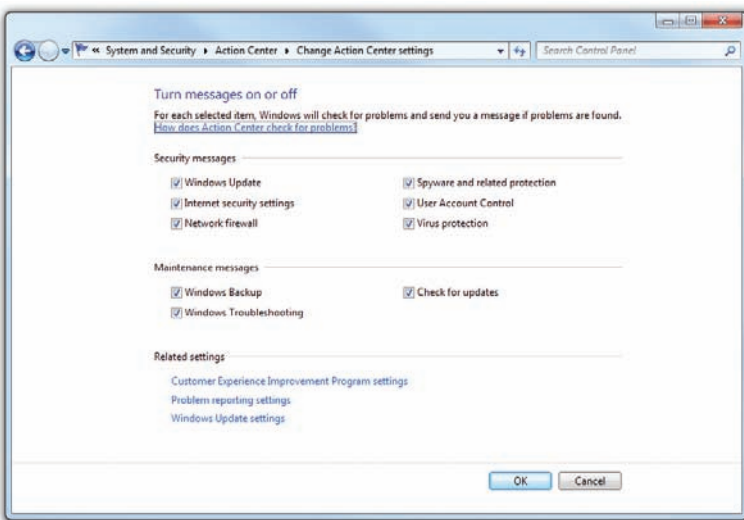 « System and Security ▸ Action Center ▸ Change Action Center settings
Search Control Panel
Turn messages on or off
For each selected item, Windows will check for problems and send you a message if problems are found.
How does Action Center check for problems?
Security messages
Windows Update
Spyware and related protection
Internet security settings
User Account Control
Network firewall
Virus protection
Maintenance messages
Windows Backup
Check for updates
Windows Troubleshooting
Related settings
Customer Experience Improvement Program settings
Problem reporting settings
Windows Update settings
OK
Cancel